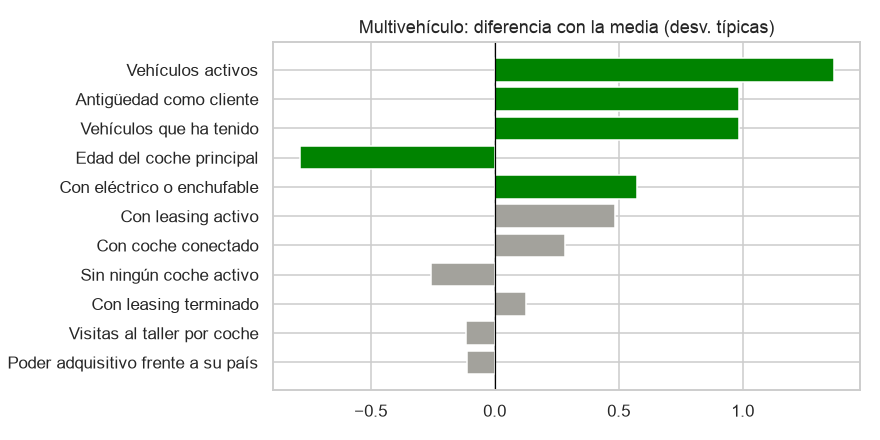 Multivehículo: diferencia con la media (desv. típicas)
Vehículos activos
Antigüedad como cliente
Vehículos que ha tenido
Edad del coche principal
Con eléctrico o enchufable
Con leasing activo
Con coche conectado
Sin ningún coche activo
Con leasing terminado
Visitas al taller por coche
Poder adquisitivo frente a su país
−0.5 0.0 0.5 1.0